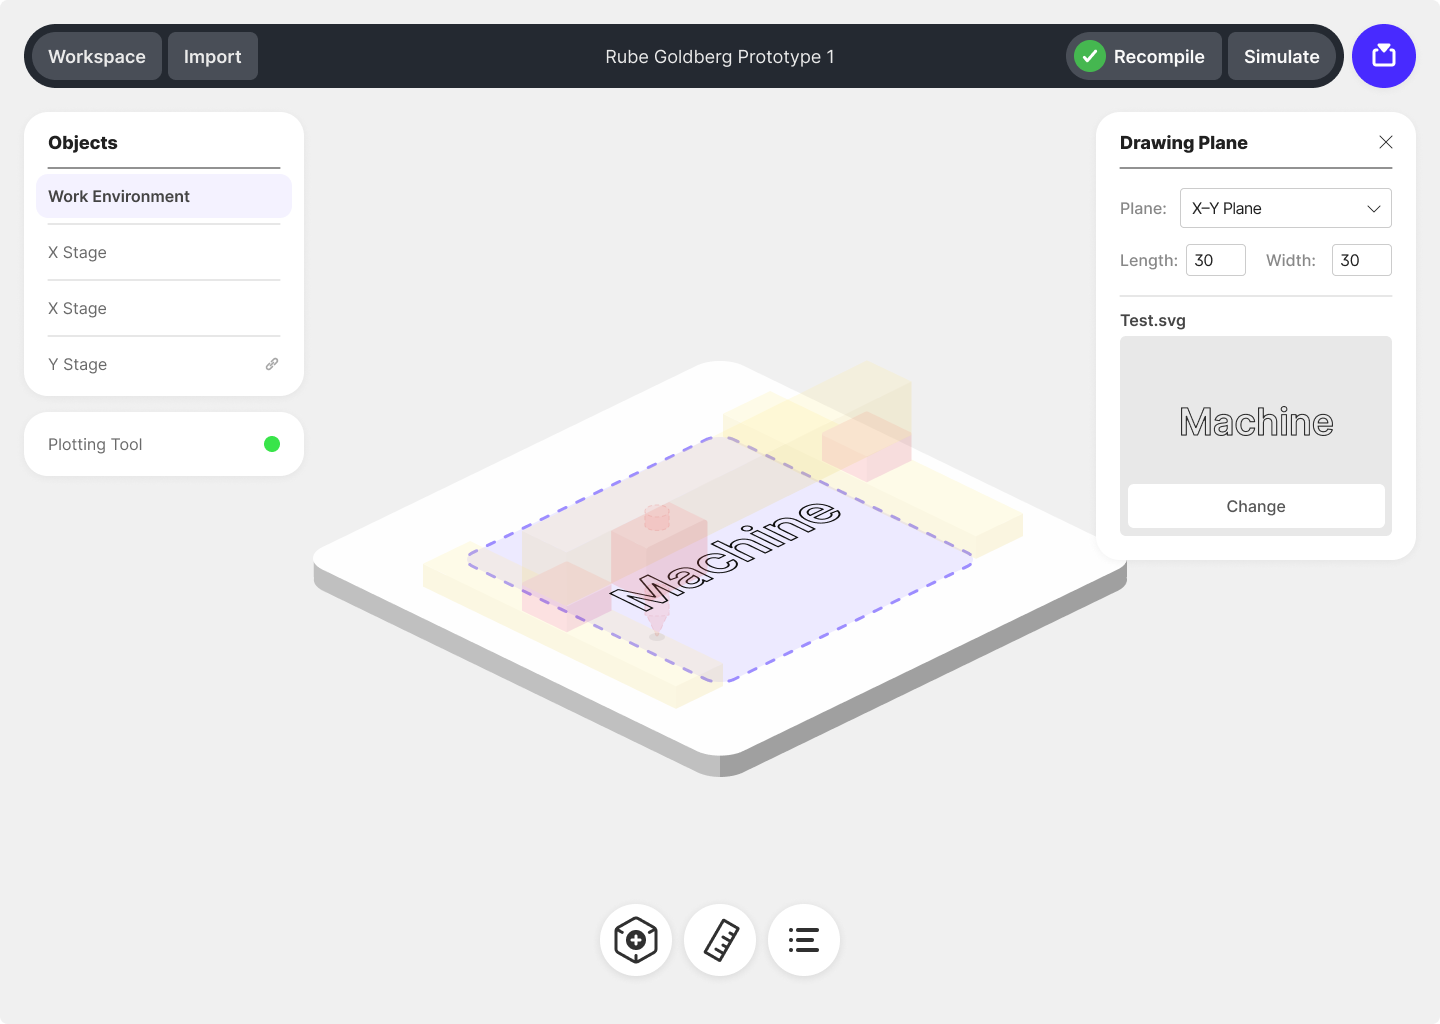 Workspace
Import
Rube Goldberg Prototype 1
Recompile
Simulate
Objects
Work Environment
X Stage
X Stage
Y Stage
Plotting Tool
Drawing Plane
Plane: X–Y Plane
Length: 30 Width: 30
Test.svg
Machine
Change
Machine